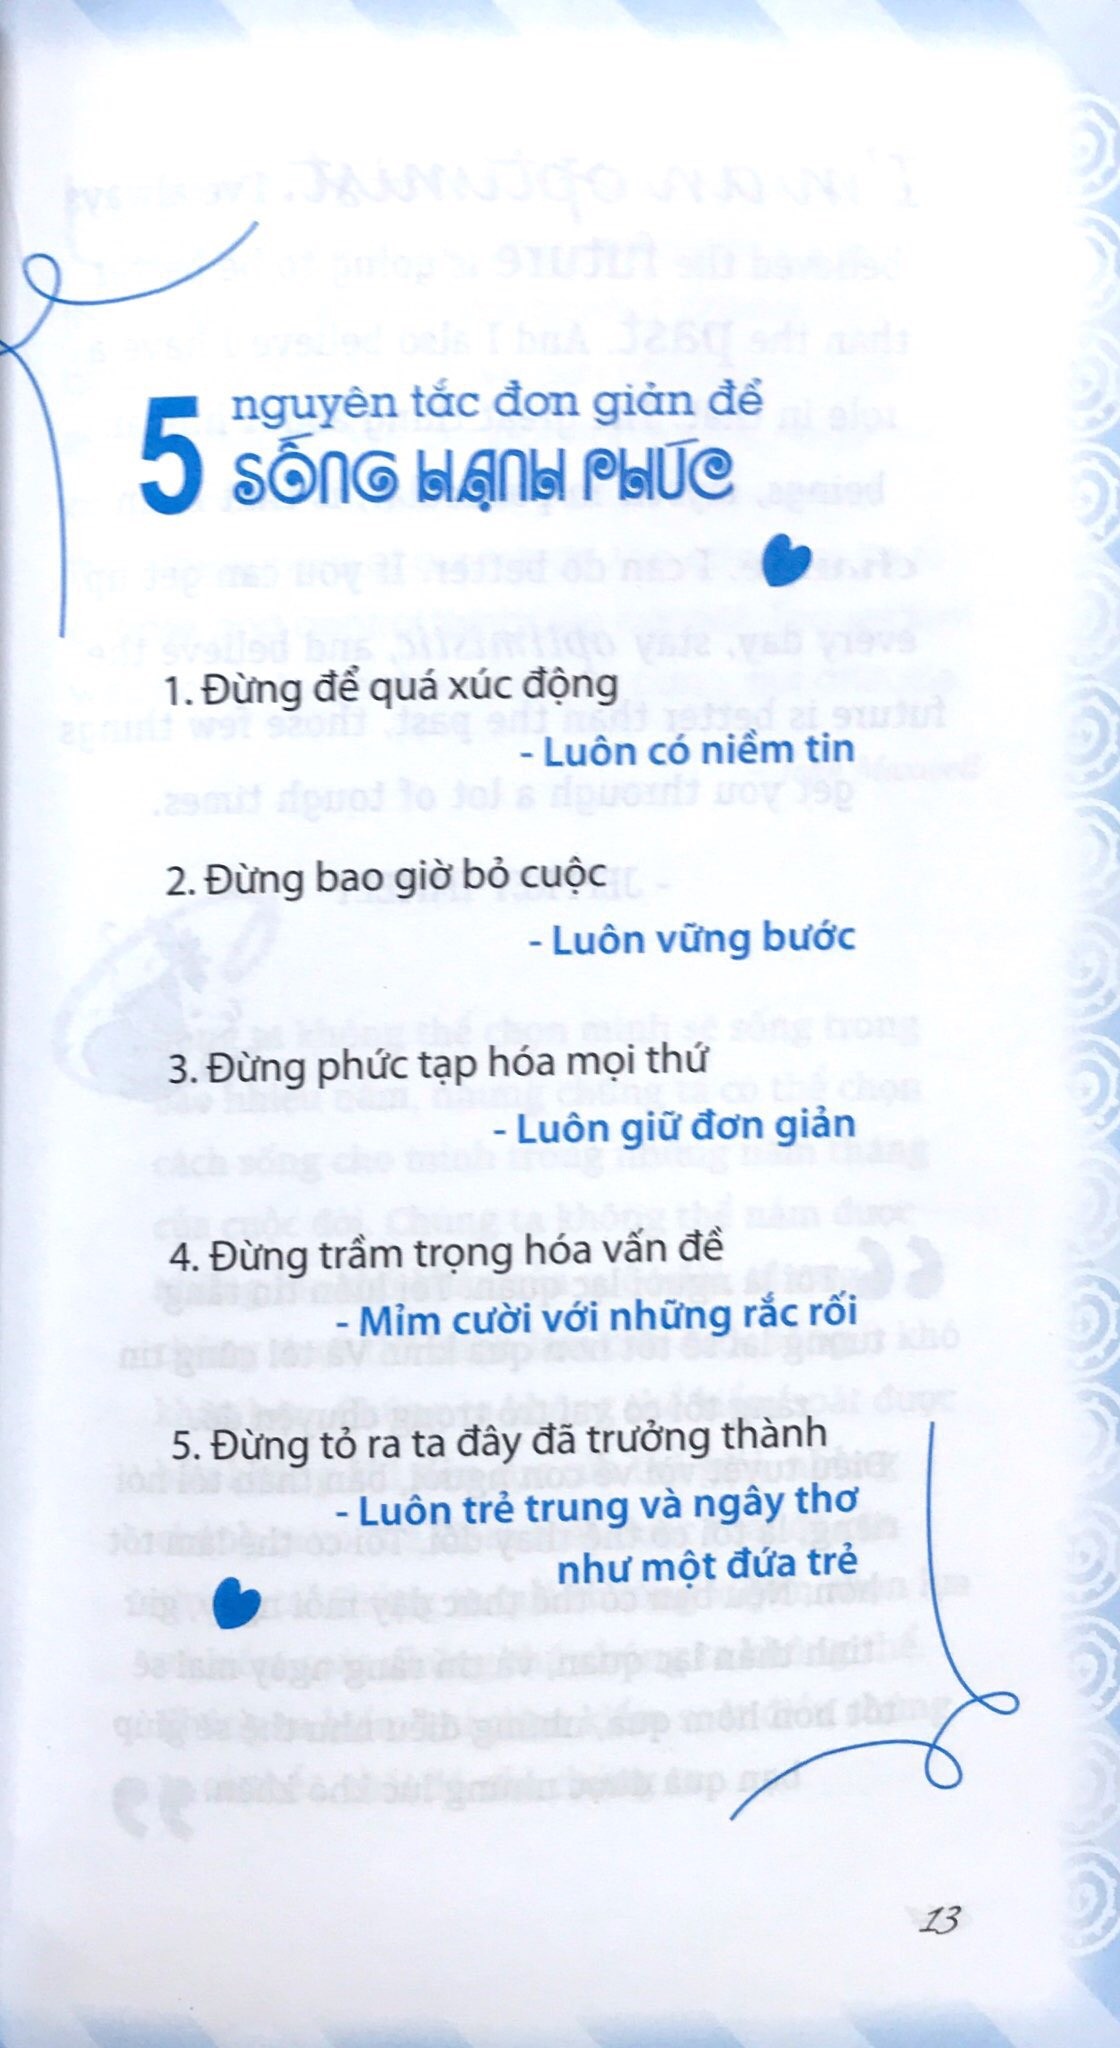 5 nguyên tắc đơn giản để
SỐNG HẠNH PHÚC
1. Đừng để quá xúc động
- Luôn có niềm tin
2. Đừng bao giờ bỏ cuộc
- Luôn vững bước
3. Đừng phức tạp hóa mọi thứ
- Luôn giữ đơn giản
4. Đừng trầm trọng hóa vấn đề
- Mỉm cười với những rắc rối
5. Đừng tỏ ra ta đây đã trưởng thành
- Luôn trẻ trung và ngây thơ
như một đứa trẻ
13